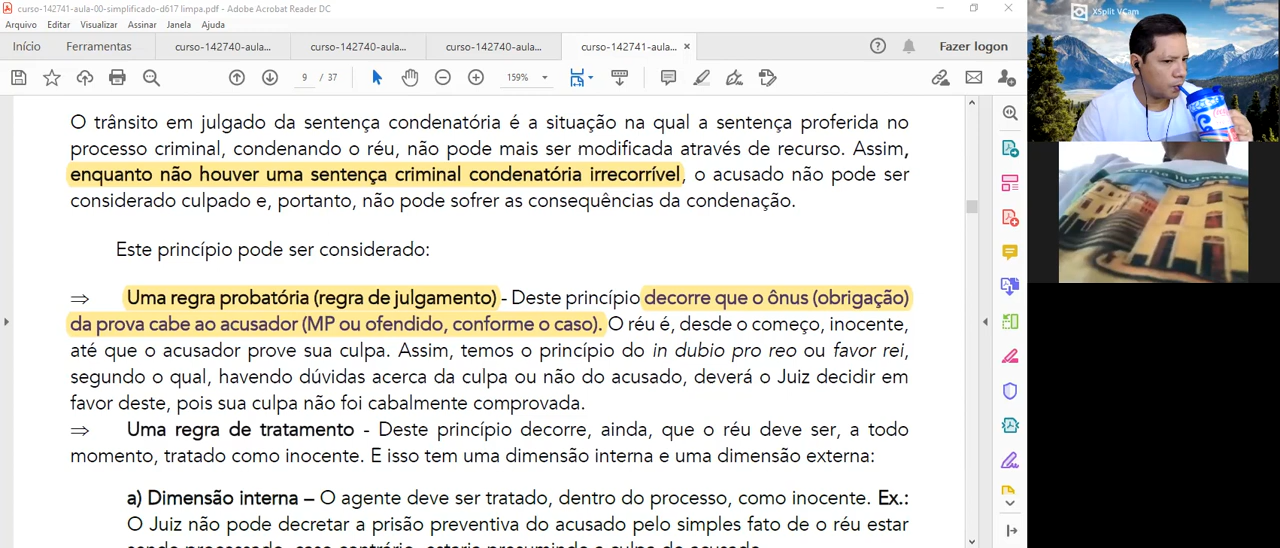 curso-142741-aula-00-simplificado-d617 limpa.pdf - Adobe Acrobat Reader DC
Arquivo Editar Visualizar Assinar Janela Ajuda
Início Ferramentas curso-142740-aula... curso-142740-aula... curso-142740-aula... curso-142741-aula... × Fazer logon
9 / 37 159%
XSplit VCam
O trânsito em julgado da sentença condenatória é a situação na qual a sentença proferida no
processo criminal, condenando o réu, não pode mais ser modificada através de recurso. Assim,
enquanto não houver uma sentença criminal condenatória irrecorrível, o acusado não pode ser
considerado culpado e, portanto, não pode sofrer as consequências da condenação.
Este princípio pode ser considerado:
⇒ Uma regra probatória (regra de julgamento) - Deste princípio decorre que o ônus (obrigação)
da prova cabe ao acusador (MP ou ofendido, conforme o caso). O réu é, desde o começo, inocente,
até que o acusador prove sua culpa. Assim, temos o princípio do in dubio pro reo ou favor rei,
segundo o qual, havendo dúvidas acerca da culpa ou não do acusado, deverá o Juiz decidir em
favor deste, pois sua culpa não foi cabalmente comprovada.
⇒ Uma regra de tratamento - Deste princípio decorre, ainda, que o réu deve ser, a todo
momento, tratado como inocente. E isso tem uma dimensão interna e uma dimensão externa:
a) Dimensão interna – O agente deve ser tratado, dentro do processo, como inocente. Ex.:
O Juiz não pode decretar a prisão preventiva do acusado pelo simples fato de o réu estar